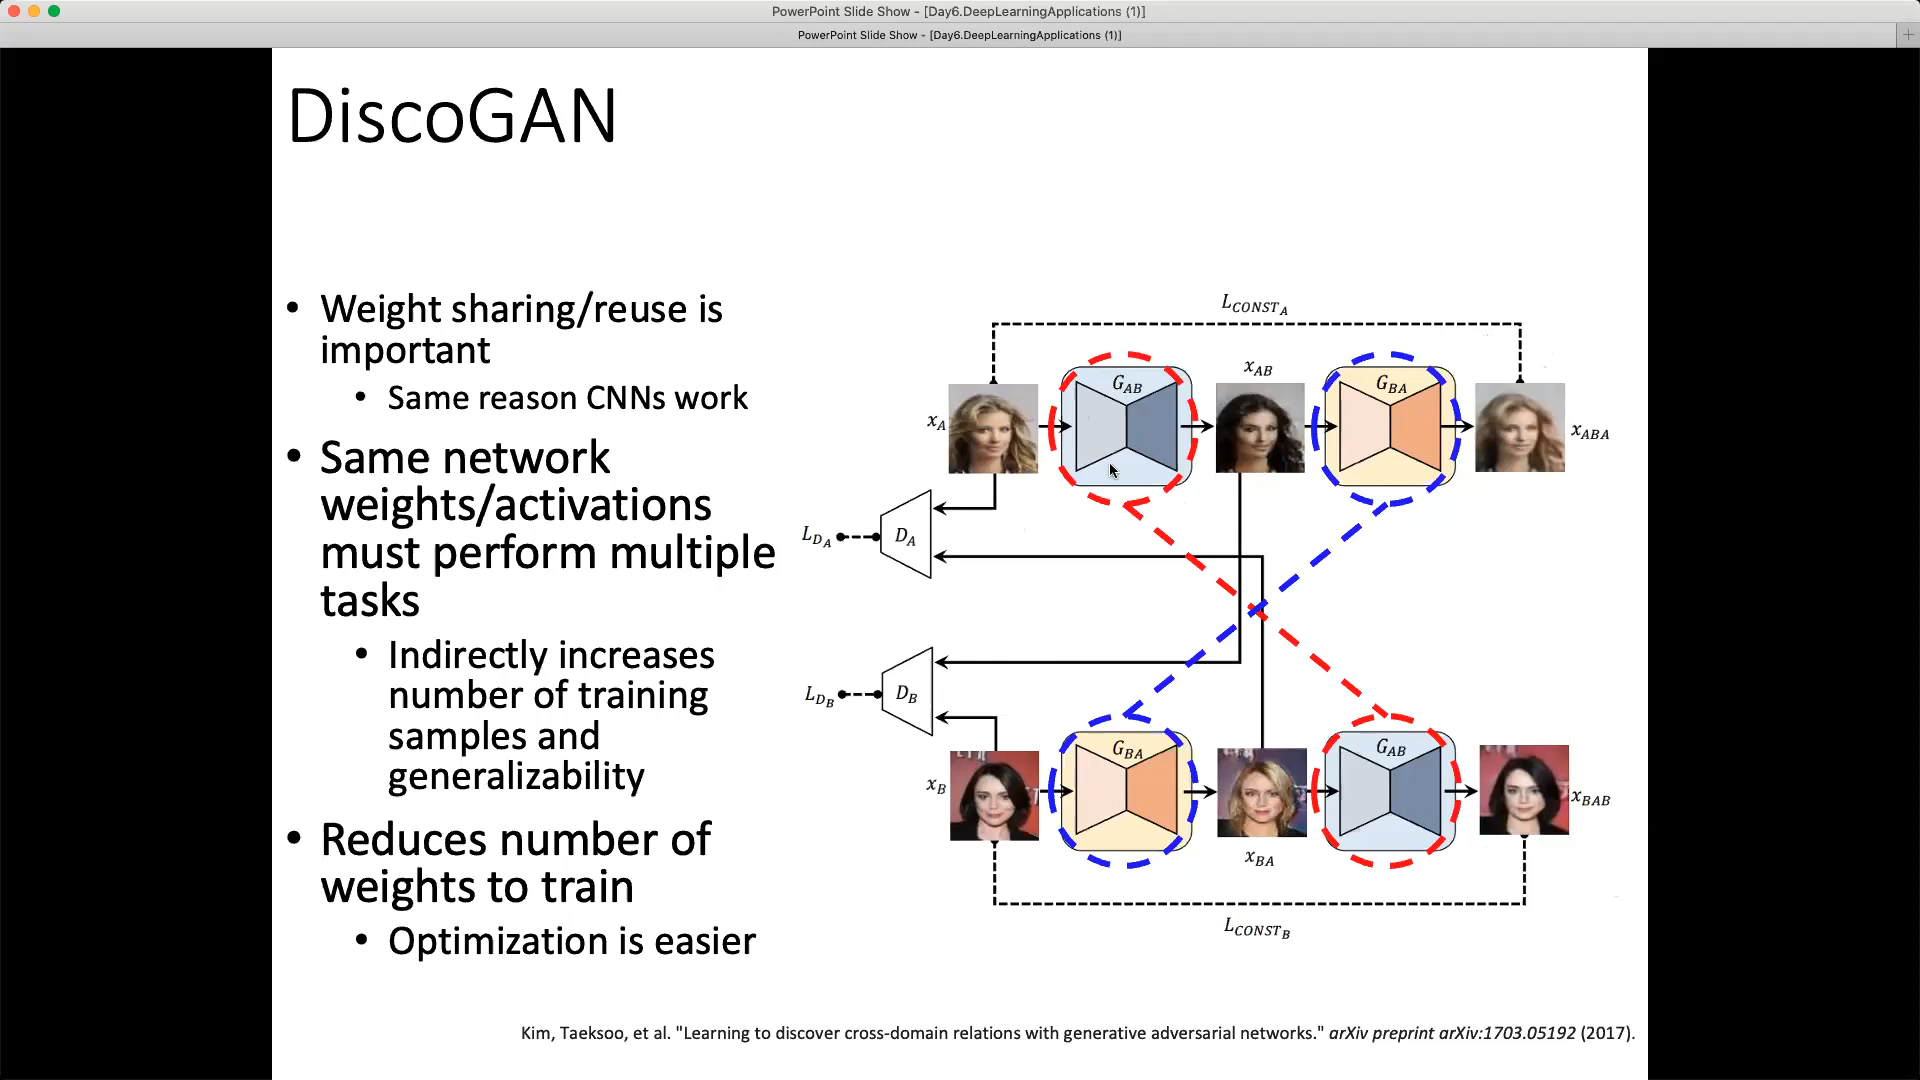 PowerPoint Slide Show - [Day6.DeepLearningApplications (1)]
PowerPoint Slide Show - [Day6.DeepLearningApplications (1)]
DiscoGAN
• Weight sharing/reuse is
important
• Same reason CNNs work
• Same network
weights/activations
must perform multiple
tasks
• Indirectly increases
number of training
samples and
generalizability
• Reduces number of
weights to train
• Optimization is easier
L_CONST_A
x_A
G_AB
x_AB
G_BA
x_ABA
L_D_A
D_A
L_D_B
D_B
x_B
G_BA
x_BA
G_AB
x_BAB
L_CONST_B
Kim, Taeksoo, et al. "Learning to discover cross-domain relations with generative adversarial networks." arXiv preprint arXiv:1703.05192 (2017).